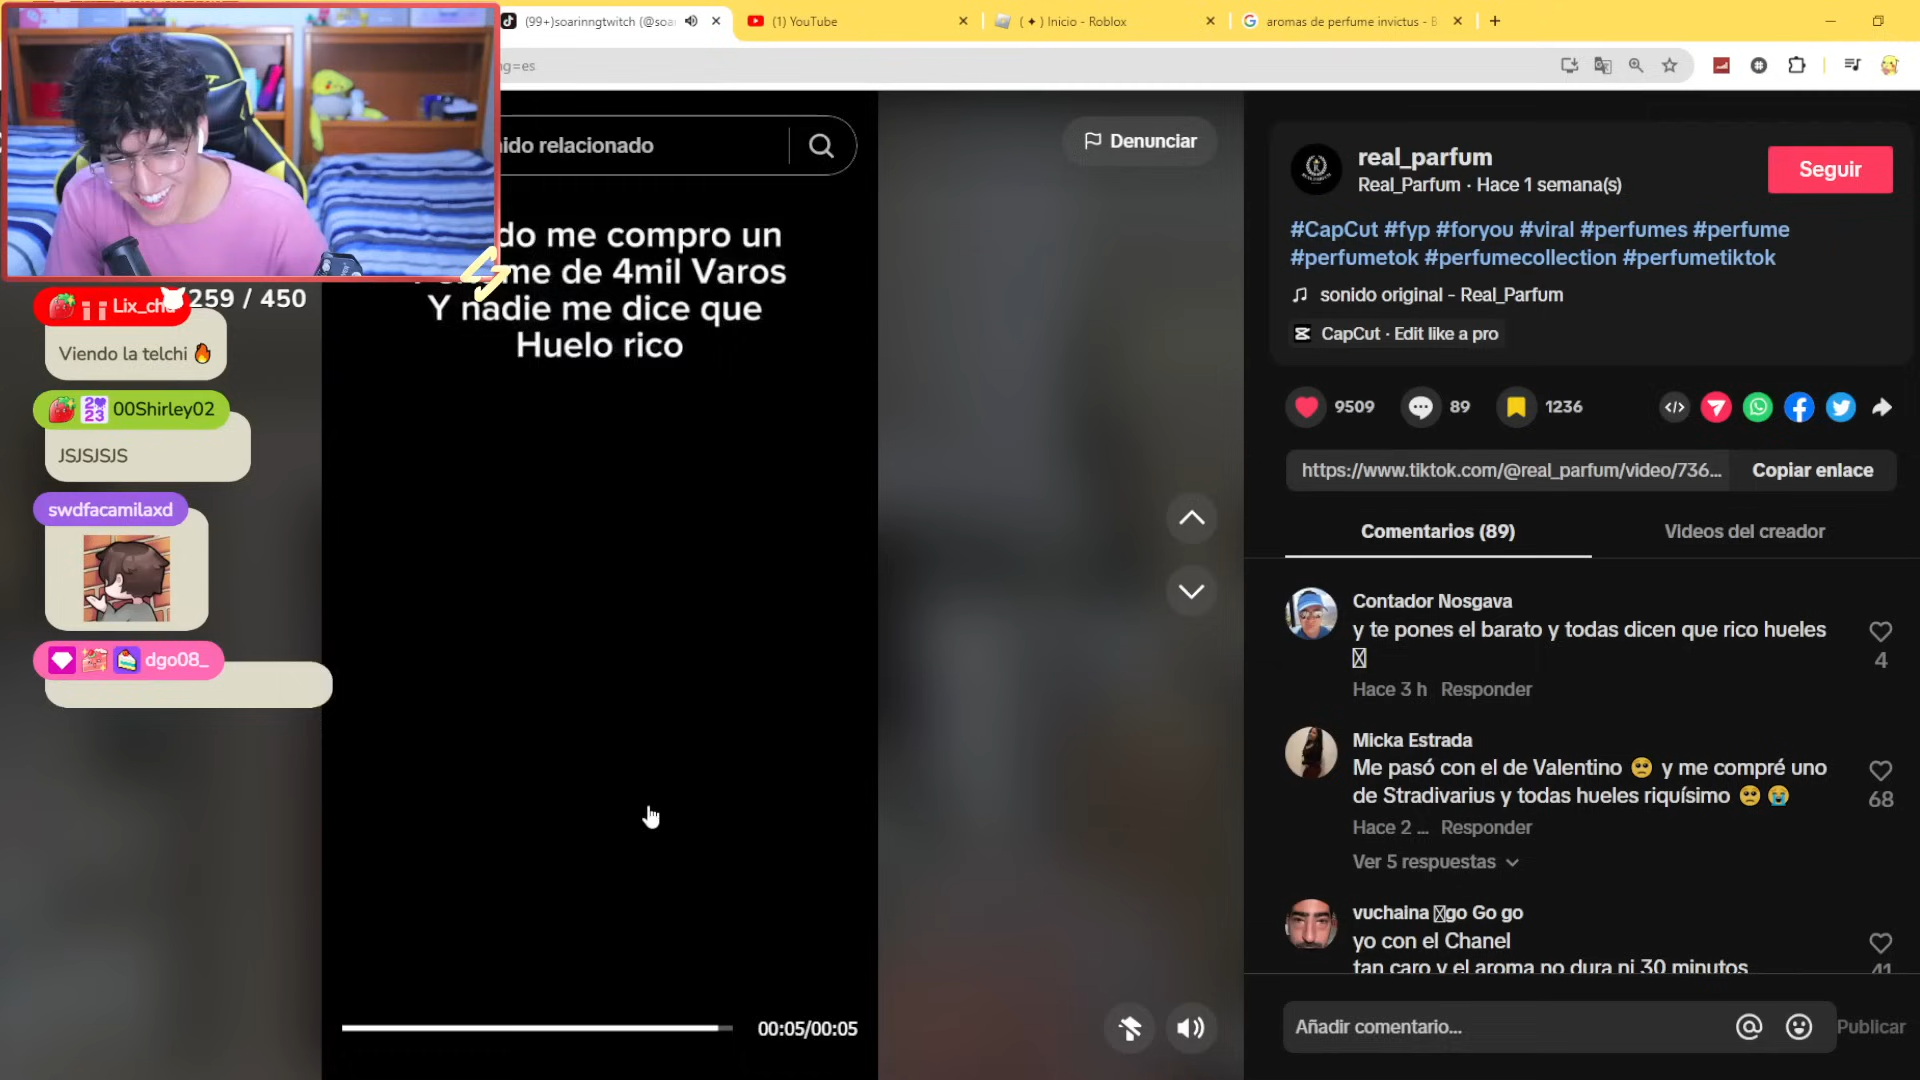 (99+)soarinngtwitch (@soa
(1) YouTube
( ✦ ) Inicio - Roblox
aromas de perfume invictus - B
ng=es
ido relacionado
Denunciar
do me compro un
me de 4mil Varos
Y nadie me dice que
Huelo rico
259 / 450
Lix_chu
Viendo la telchi 🔥
00Shirley02
JSJSJSJS
swdfacamilaxd
dgo08_
00:05/00:05
real_parfum
Real_Parfum · Hace 1 semana(s)
Seguir
#CapCut #fyp #foryou #viral #perfumes #perfume
#perfumetok #perfumecollection #perfumetiktok
sonido original - Real_Parfum
CapCut · Edit like a pro
9509
89
1236
https://www.tiktok.com/@real_parfum/video/736...
Copiar enlace
Comentarios (89)
Videos del creador
Contador Nosgava
y te pones el barato y todas dicen que rico hueles
4
Hace 3 h Responder
Micka Estrada
Me pasó con el de Valentino 🥺 y me compré uno
de Stradivarius y todas hueles riquísimo 🥺 😭
68
Hace 2 ... Responder
Ver 5 respuestas
vuchaina go Go go
yo con el Chanel
tan caro y el aroma no dura ni 30 minutos
41
Añadir comentario...
Publicar